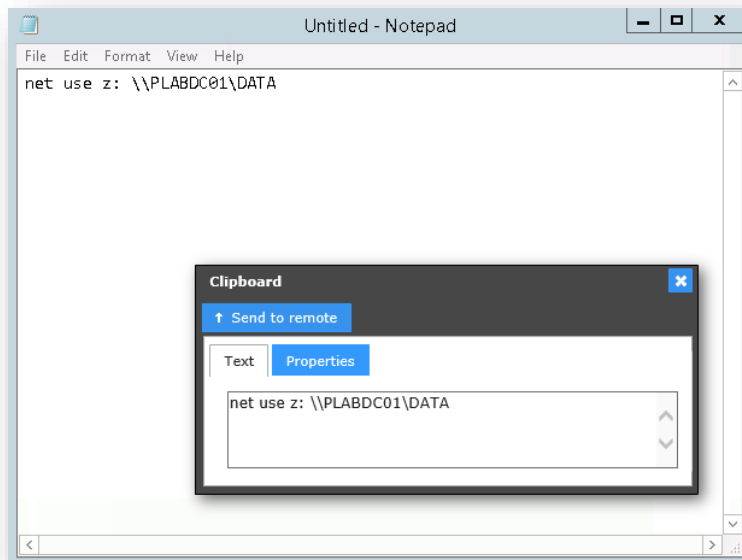 Untitled - Notepad
File Edit Format View Help
net use z: \\PLABDC01\DATA
Clipboard
Send to remote
Text Properties
net use z: \\PLABDC01\DATA